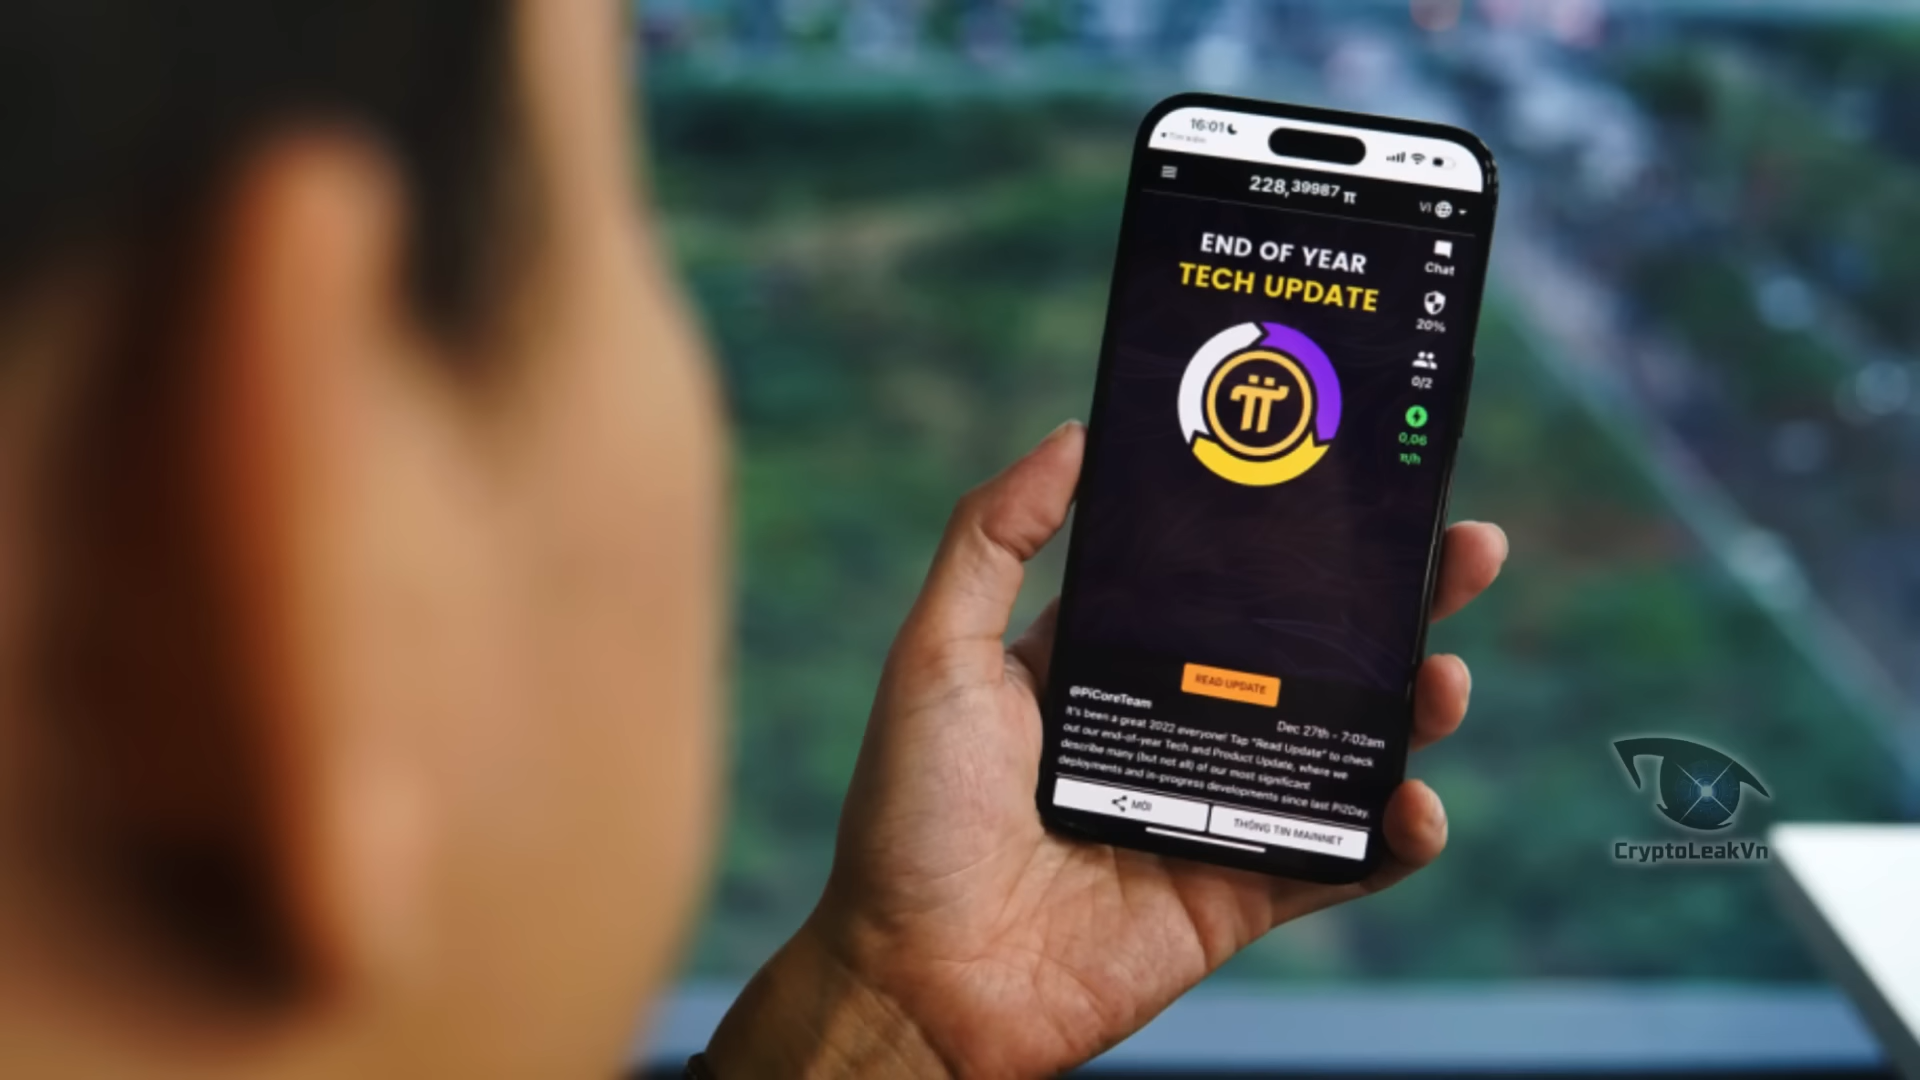 16:01
228,39987 π
VI
END OF YEAR
TECH UPDATE
Chat
20%
0/2
0,06
π/h
READ UPDATE
@PiCoreTeam
Dec 27th - 7:02am
It's been a great 2022 everyone! Tap "Read Update" to check
out our end-of-year Tech and Product Update, where we
describe many (but not all) of our most significant
deployments and in-progress developments since last Pi2Day.
MỜI
THÔNG TIN MAINNET
CryptoLeakVn